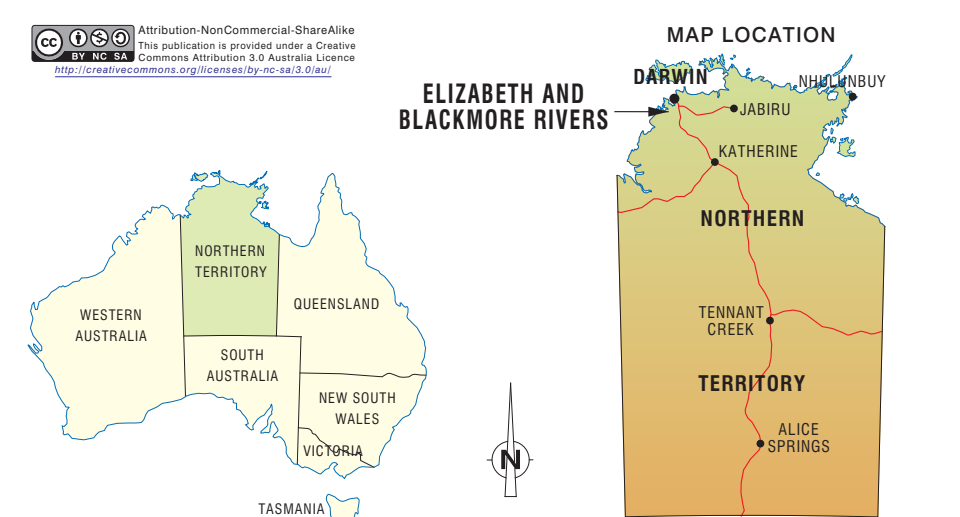 Attribution-NonCommercial-ShareAlike
This publication is provided under a Creative
Commons Attribution 3.0 Australia Licence
http://creativecommons.org/licenses/by-nc-sa/3.0/au/
cc
BY NC SA
MAP LOCATION
DARWIN
NHULUNBUY
ELIZABETH AND
BLACKMORE RIVERS
JABIRU
KATHERINE
NORTHERN
TENNANT
CREEK
TERRITORY
ALICE
SPRINGS
NORTHERN
TERRITORY
QUEENSLAND
WESTERN
AUSTRALIA
SOUTH
AUSTRALIA
NEW SOUTH
WALES
VICTORIA
TASMANIA
N